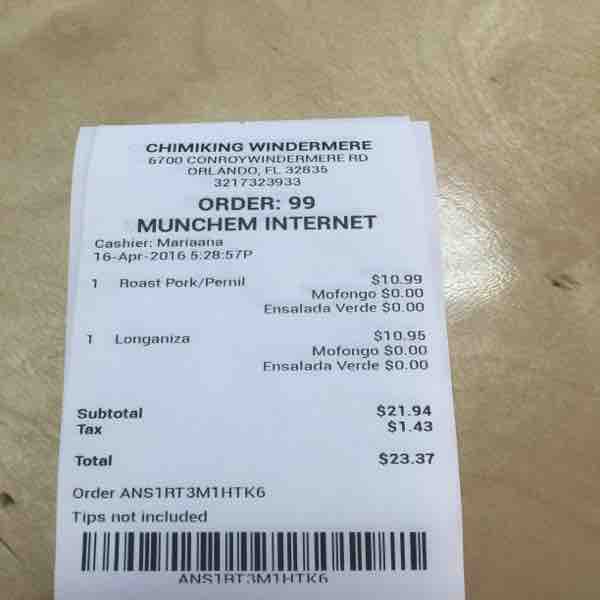 CHIMIKING WINDERMERE
6700 CONROYWINDERMERE RD
ORLANDO, FL 32835
3217323933
ORDER: 99
MUNCHEM INTERNET
Cashier: Mariaana
16-Apr-2016 5:28:57P
1 Roast Pork/Pernil $10.99
Mofongo $0.00
Ensalada Verde $0.00
1 Longaniza $10.95
Mofongo $0.00
Ensalada Verde $0.00
Subtotal $21.94
Tax $1.43
Total $23.37
Order ANS1RT3M1HTK6
Tips not included
ANS1RT3M1HTK6